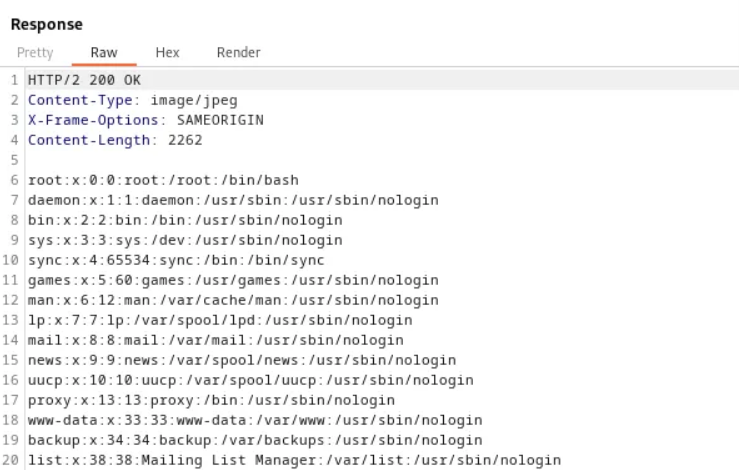 Response
Pretty Raw Hex Render
1 HTTP/2 200 OK
2 Content-Type: image/jpeg
3 X-Frame-Options: SAMEORIGIN
4 Content-Length: 2262
5
6 root:x:0:0:root:/root:/bin/bash
7 daemon:x:1:1:daemon:/usr/sbin:/usr/sbin/nologin
8 bin:x:2:2:bin:/bin:/usr/sbin/nologin
9 sys:x:3:3:sys:/dev:/usr/sbin/nologin
10 sync:x:4:65534:sync:/bin:/bin/sync
11 games:x:5:60:games:/usr/games:/usr/sbin/nologin
12 man:x:6:12:man:/var/cache/man:/usr/sbin/nologin
13 lp:x:7:7:lp:/var/spool/lpd:/usr/sbin/nologin
14 mail:x:8:8:mail:/var/mail:/usr/sbin/nologin
15 news:x:9:9:news:/var/spool/news:/usr/sbin/nologin
16 uucp:x:10:10:uucp:/var/spool/uucp:/usr/sbin/nologin
17 proxy:x:13:13:proxy:/bin:/usr/sbin/nologin
18 www-data:x:33:33:www-data:/var/www:/usr/sbin/nologin
19 backup:x:34:34:backup:/var/backups:/usr/sbin/nologin
20 list:x:38:38:Mailing List Manager:/var/list:/usr/sbin/nologin